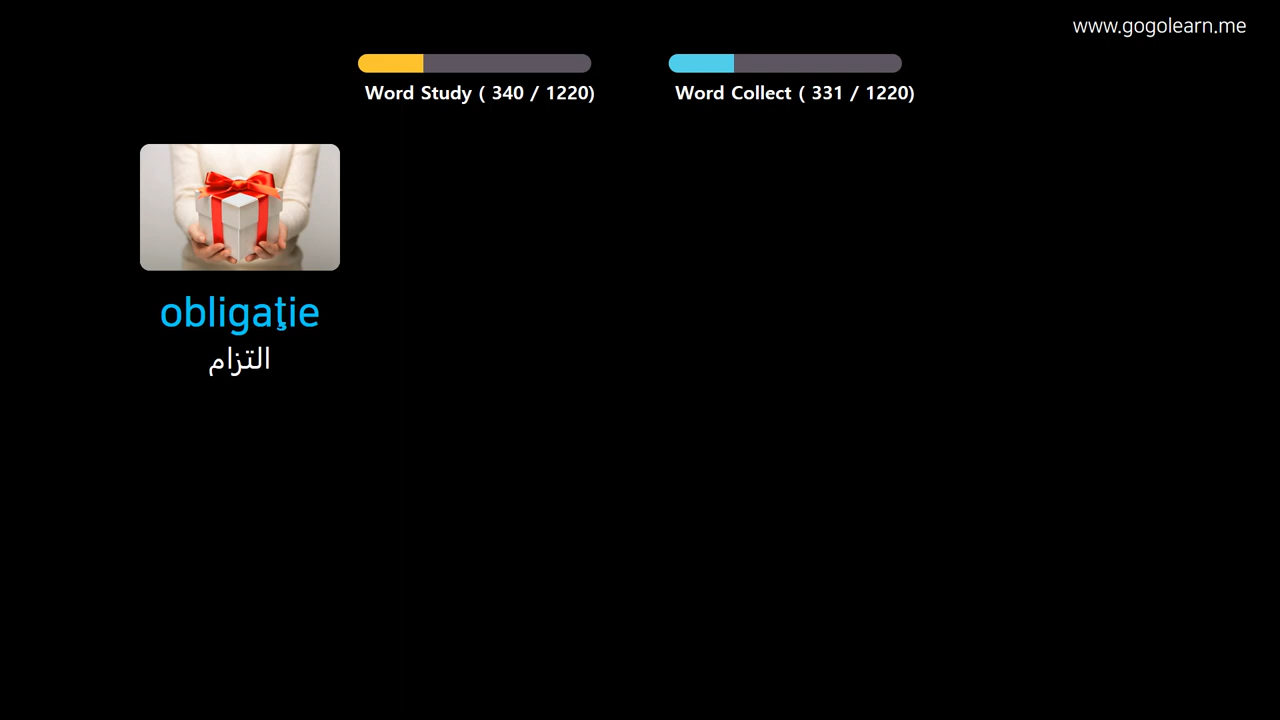 www.gogolearn.me
Word Study ( 340 / 1220)
Word Collect ( 331 / 1220)
obligaţie
التزام